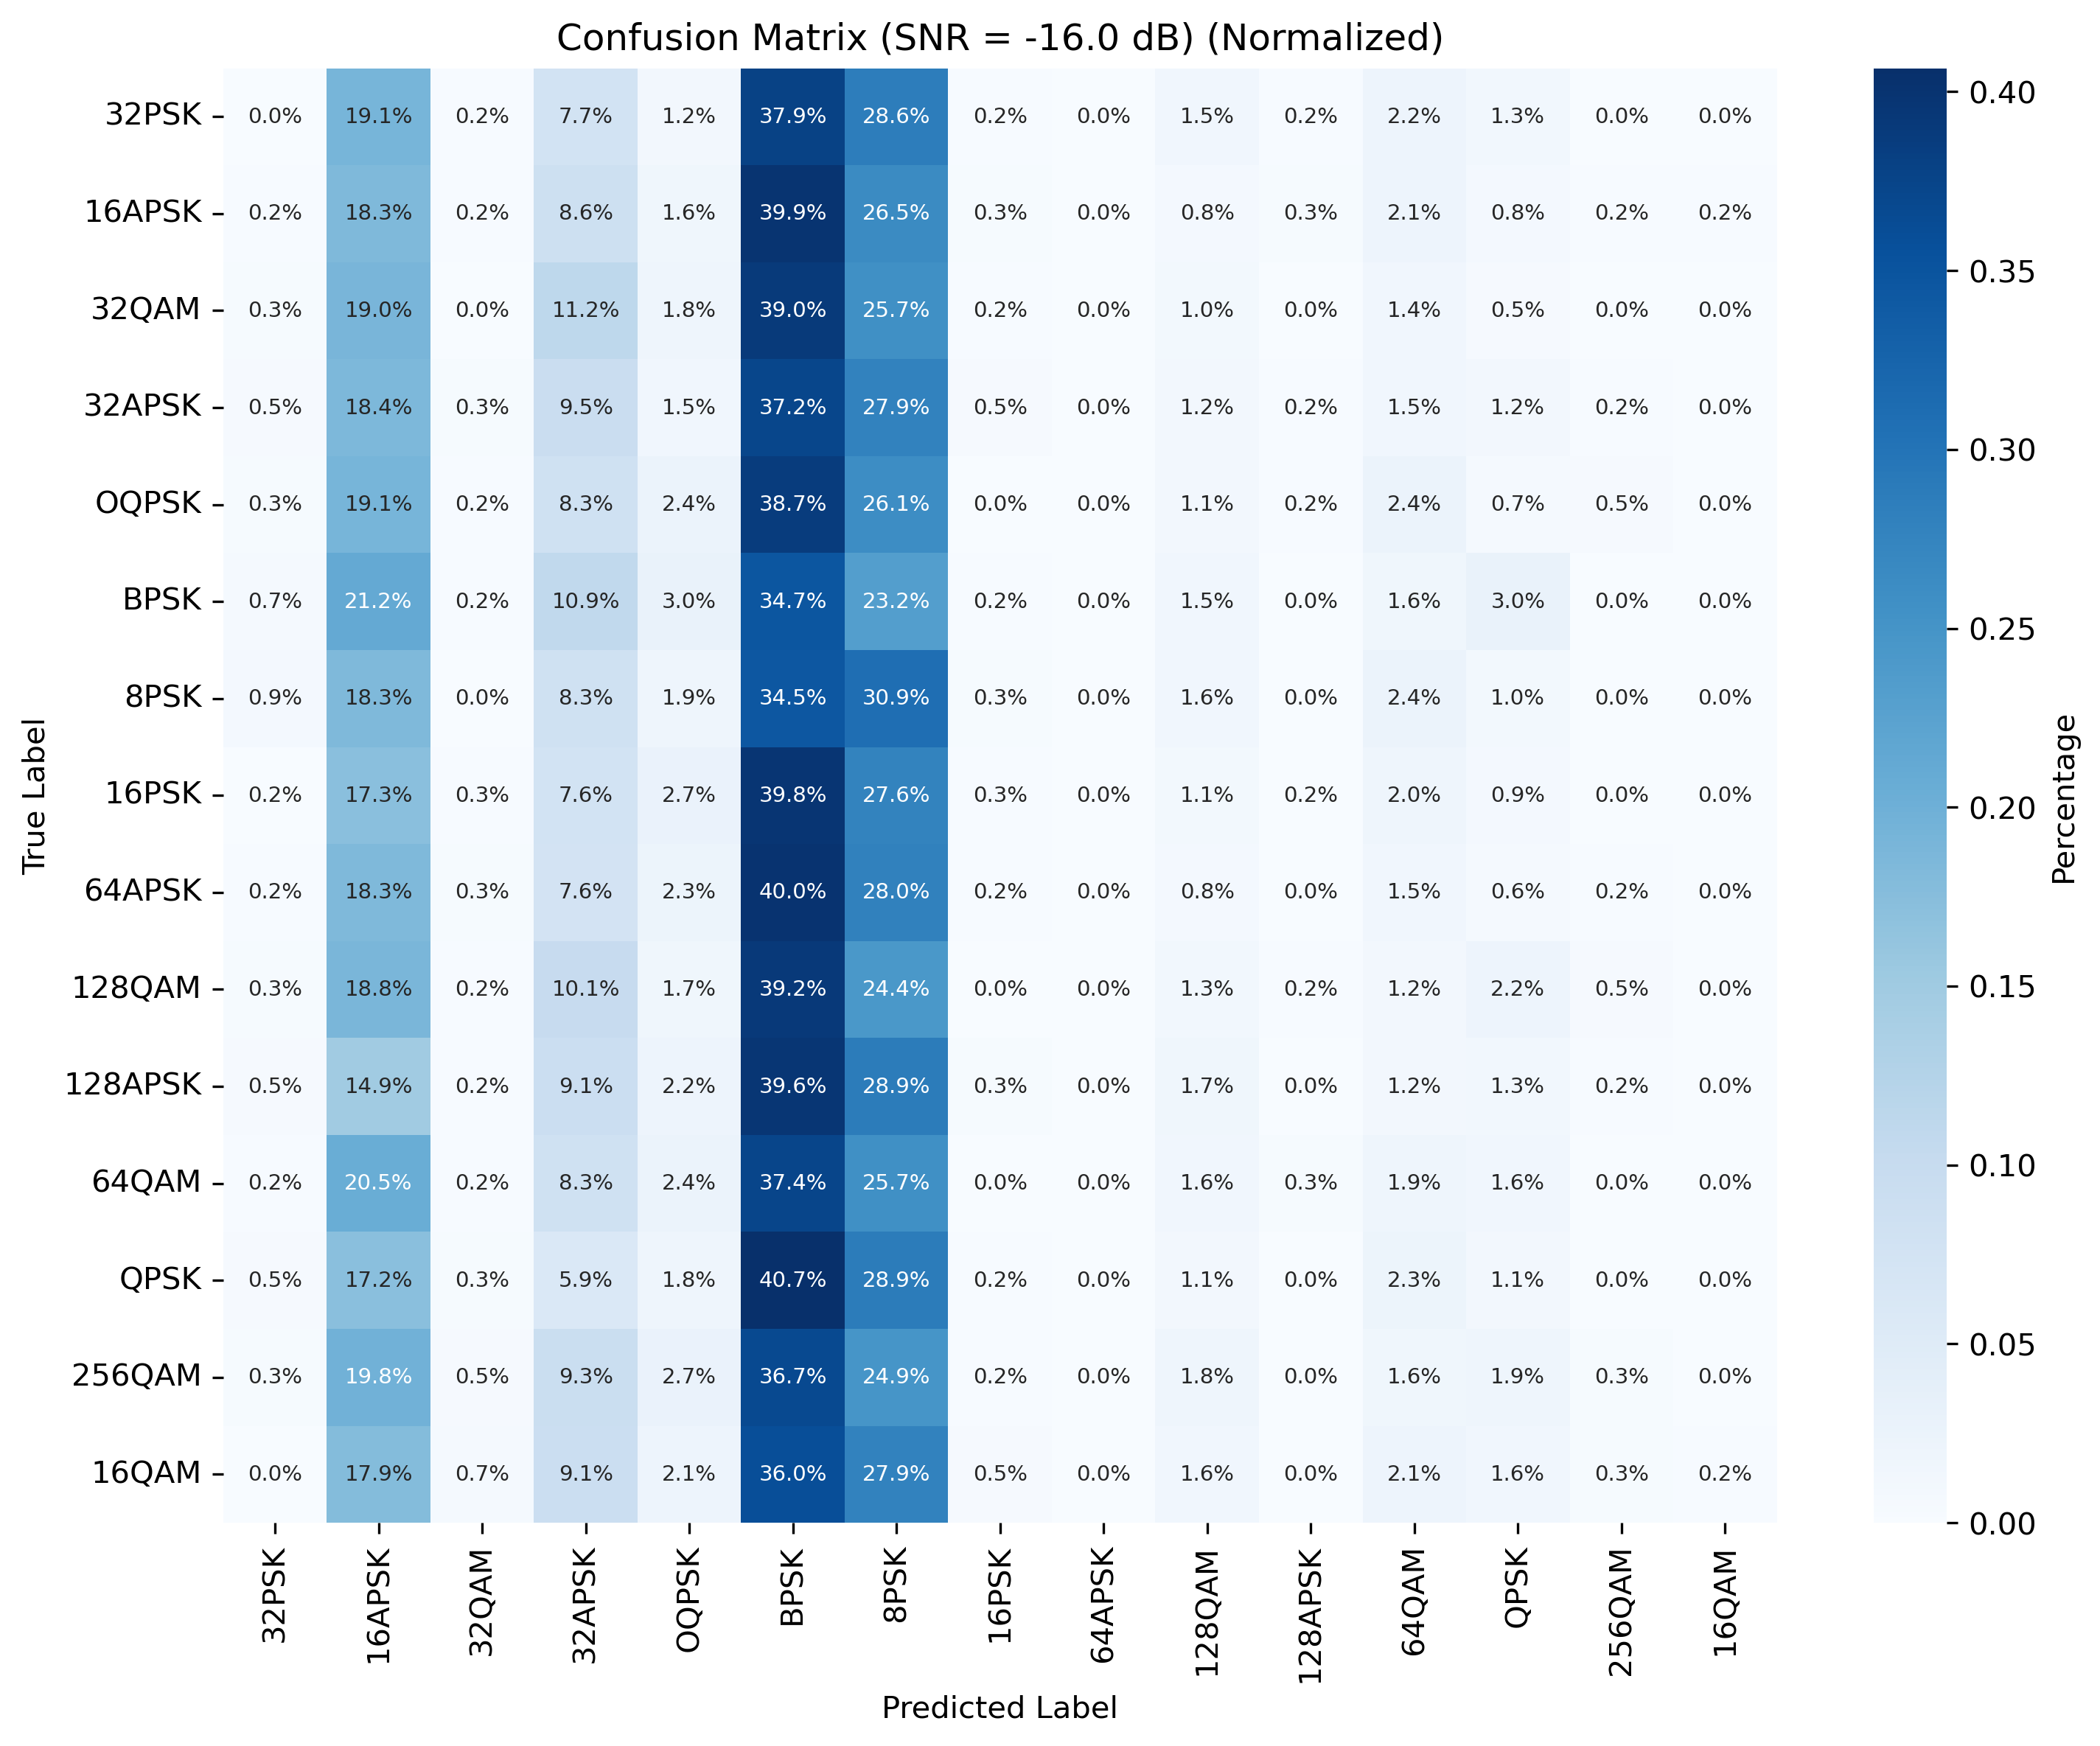 Confusion Matrix (SNR = -16.0 dB) (Normalized)
True Label
32PSK 0.0% 19.1% 0.2% 7.7% 1.2% 37.9% 28.6% 0.2% 0.0% 1.5% 0.2% 2.2% 1.3% 0.0% 0.0%
16APSK 0.2% 18.3% 0.2% 8.6% 1.6% 39.9% 26.5% 0.3% 0.0% 0.8% 0.3% 2.1% 0.8% 0.2% 0.2%
32QAM 0.3% 19.0% 0.0% 11.2% 1.8% 39.0% 25.7% 0.2% 0.0% 1.0% 0.0% 1.4% 0.5% 0.0% 0.0%
32APSK 0.5% 18.4% 0.3% 9.5% 1.5% 37.2% 27.9% 0.5% 0.0% 1.2% 0.2% 1.5% 1.2% 0.2% 0.0%
OQPSK 0.3% 19.1% 0.2% 8.3% 2.4% 38.7% 26.1% 0.0% 0.0% 1.1% 0.2% 2.4% 0.7% 0.5% 0.0%
BPSK 0.7% 21.2% 0.2% 10.9% 3.0% 34.7% 23.2% 0.2% 0.0% 1.5% 0.0% 1.6% 3.0% 0.0% 0.0%
8PSK 0.9% 18.3% 0.0% 8.3% 1.9% 34.5% 30.9% 0.3% 0.0% 1.6% 0.0% 2.4% 1.0% 0.0% 0.0%
16PSK 0.2% 17.3% 0.3% 7.6% 2.7% 39.8% 27.6% 0.3% 0.0% 1.1% 0.2% 2.0% 0.9% 0.0% 0.0%
64APSK 0.2% 18.3% 0.3% 7.6% 2.3% 40.0% 28.0% 0.2% 0.0% 0.8% 0.0% 1.5% 0.6% 0.2% 0.0%
128QAM 0.3% 18.8% 0.2% 10.1% 1.7% 39.2% 24.4% 0.0% 0.0% 1.3% 0.2% 1.2% 2.2% 0.5% 0.0%
128APSK 0.5% 14.9% 0.2% 9.1% 2.2% 39.6% 28.9% 0.3% 0.0% 1.7% 0.0% 1.2% 1.3% 0.2% 0.0%
64QAM 0.2% 20.5% 0.2% 8.3% 2.4% 37.4% 25.7% 0.0% 0.0% 1.6% 0.3% 1.9% 1.6% 0.0% 0.0%
QPSK 0.5% 17.2% 0.3% 5.9% 1.8% 40.7% 28.9% 0.2% 0.0% 1.1% 0.0% 2.3% 1.1% 0.0% 0.0%
256QAM 0.3% 19.8% 0.5% 9.3% 2.7% 36.7% 24.9% 0.2% 0.0% 1.8% 0.0% 1.6% 1.9% 0.3% 0.0%
16QAM 0.0% 17.9% 0.7% 9.1% 2.1% 36.0% 27.9% 0.5% 0.0% 1.6% 0.0% 2.1% 1.6% 0.3% 0.2%
32PSK 16APSK 32QAM 32APSK OQPSK BPSK 8PSK 16PSK 64APSK 128QAM 128APSK 64QAM QPSK 256QAM 16QAM
Predicted Label
0.40
0.35
0.30
0.25
0.20
0.15
0.10
0.05
0.00
Percentage